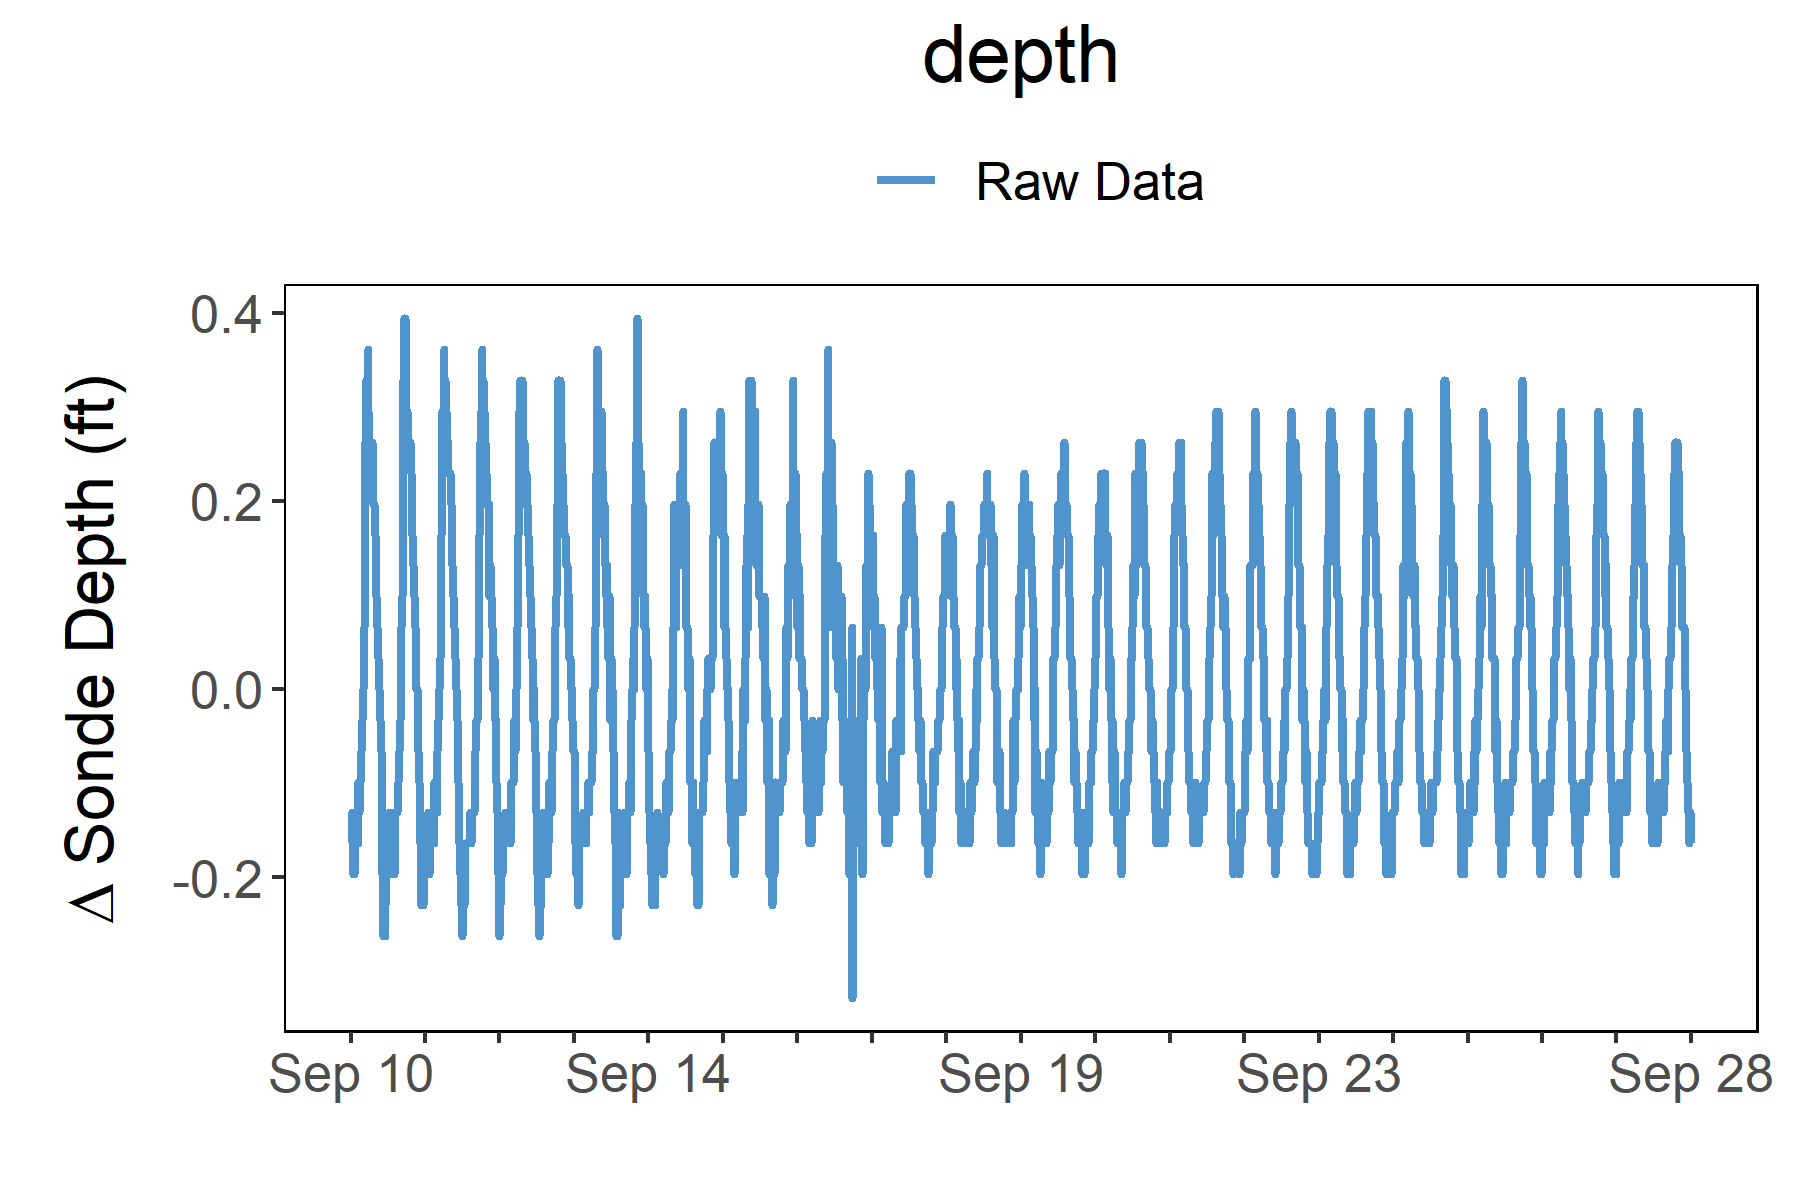 depth
Raw Data
Δ Sonde Depth (ft)
0.4
0.2
0.0
-0.2
Sep 10 Sep 14 Sep 19 Sep 23 Sep 28